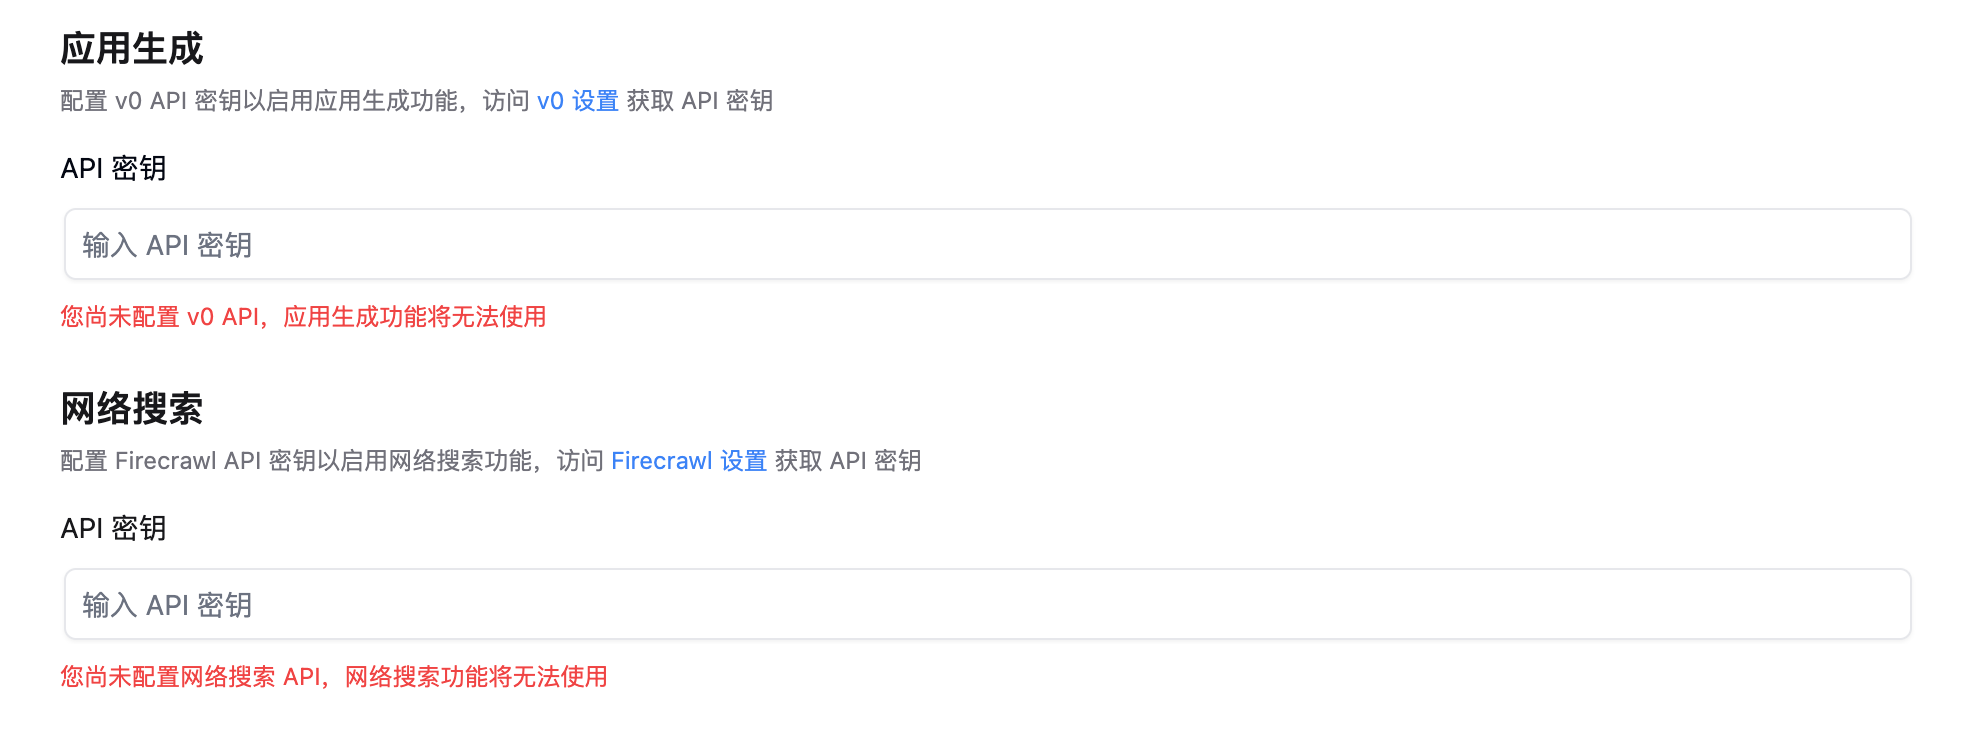 应用生成
配置 v0 API 密钥以启用应用生成功能，访问 v0 设置 获取 API 密钥
API 密钥
输入 API 密钥
您尚未配置 v0 API，应用生成功能将无法使用
网络搜索
配置 Firecrawl API 密钥以启用网络搜索功能，访问 Firecrawl 设置 获取 API 密钥
API 密钥
输入 API 密钥
您尚未配置网络搜索 API，网络搜索功能将无法使用